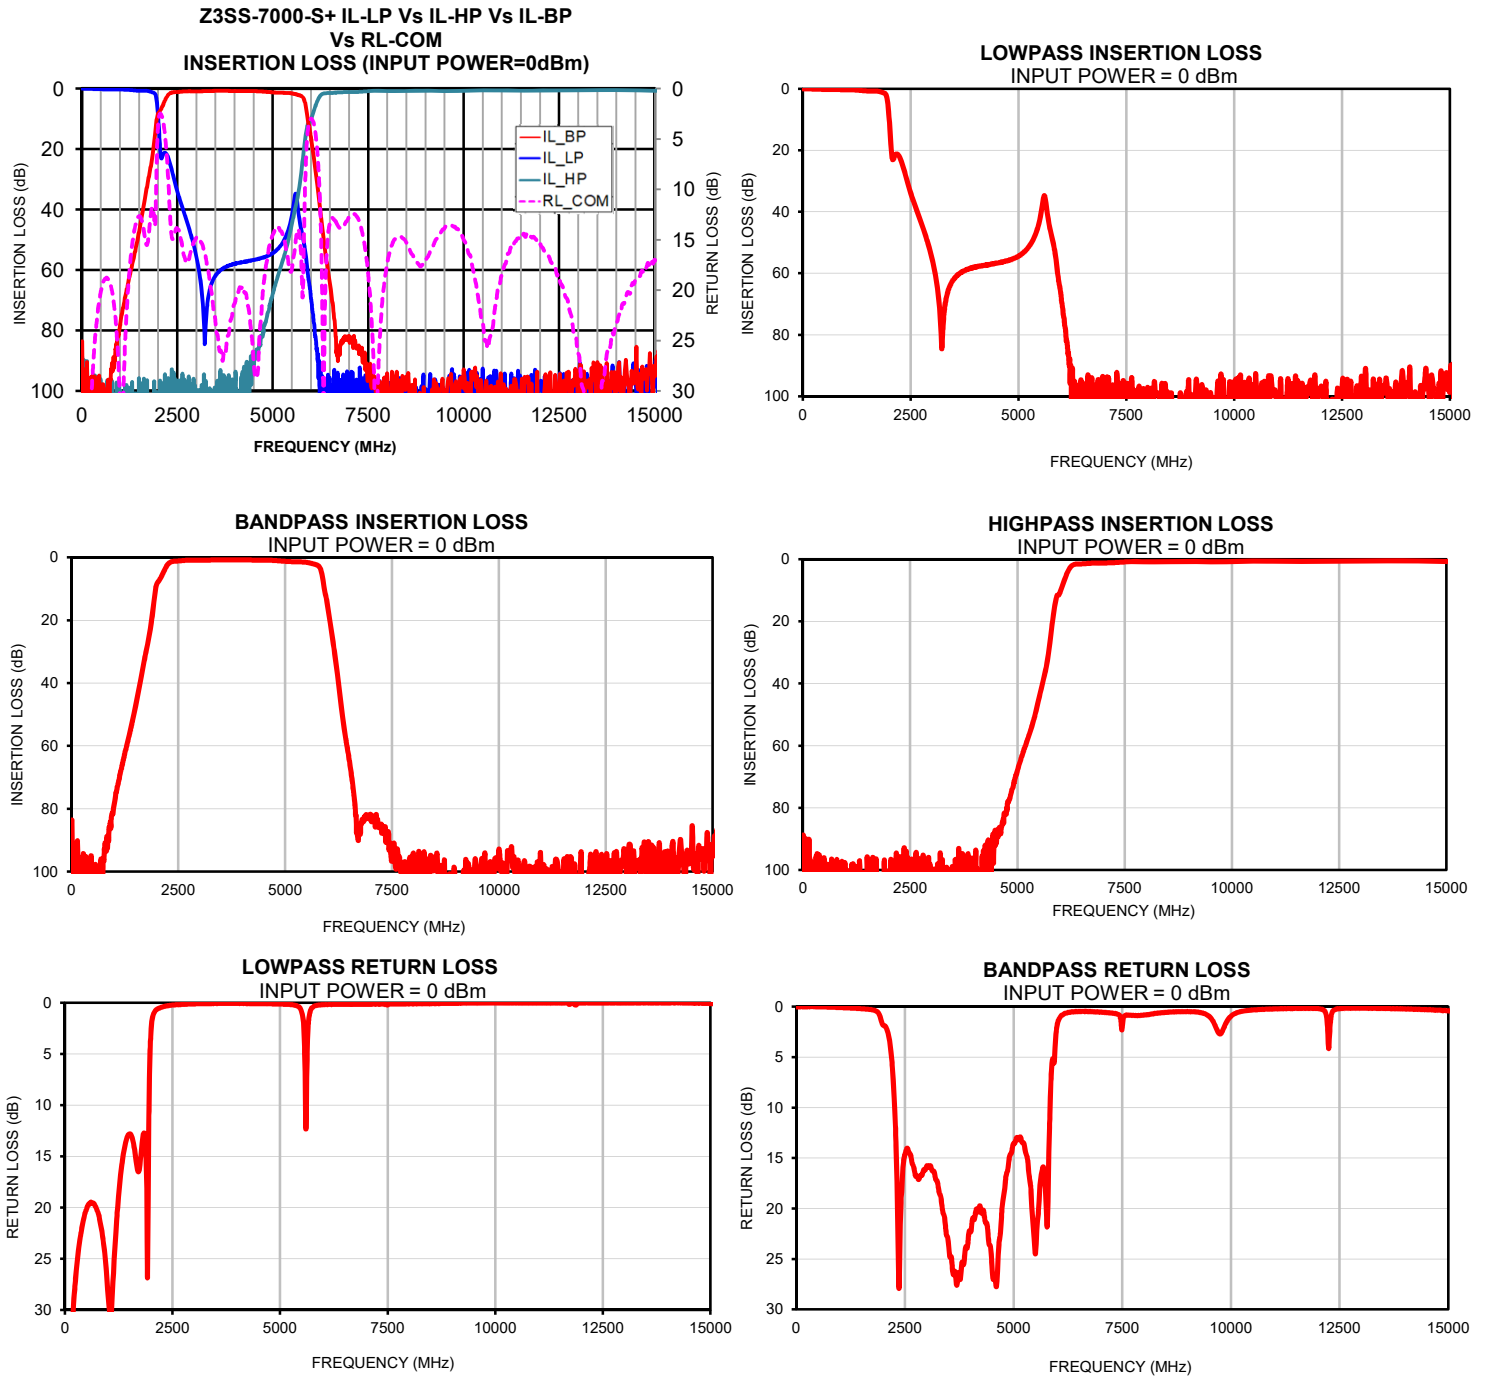 Z3SS-7000-S+ IL-LP Vs IL-HP Vs IL-BP
Vs RL-COM
INSERTION LOSS (INPUT POWER=0dBm)
INSERTION LOSS (dB)
0
20
40
60
80
100
0
5
10
15
20
25
30
RETURN LOSS (dB)
IL_BP
IL_LP
IL_HP
RL_COM
0 2500 5000 7500 10000 12500 15000
FREQUENCY (MHz)
LOWPASS INSERTION LOSS
INPUT POWER = 0 dBm
INSERTION LOSS (dB)
0
20
40
60
80
100
0 2500 5000 7500 10000 12500 15000
FREQUENCY (MHz)
BANDPASS INSERTION LOSS
INPUT POWER = 0 dBm
INSERTION LOSS (dB)
0
20
40
60
80
100
0 2500 5000 7500 10000 12500 15000
FREQUENCY (MHz)
HIGHPASS INSERTION LOSS
INPUT POWER = 0 dBm
INSERTION LOSS (dB)
0
20
40
60
80
100
0 2500 5000 7500 10000 12500 15000
FREQUENCY (MHz)
LOWPASS RETURN LOSS
INPUT POWER = 0 dBm
RETURN LOSS (dB)
0
5
10
15
20
25
30
0 2500 5000 7500 10000 12500 15000
FREQUENCY (MHz)
BANDPASS RETURN LOSS
INPUT POWER = 0 dBm
RETURN LOSS (dB)
0
5
10
15
20
25
30
0 2500 5000 7500 10000 12500 15000
FREQUENCY (MHz)